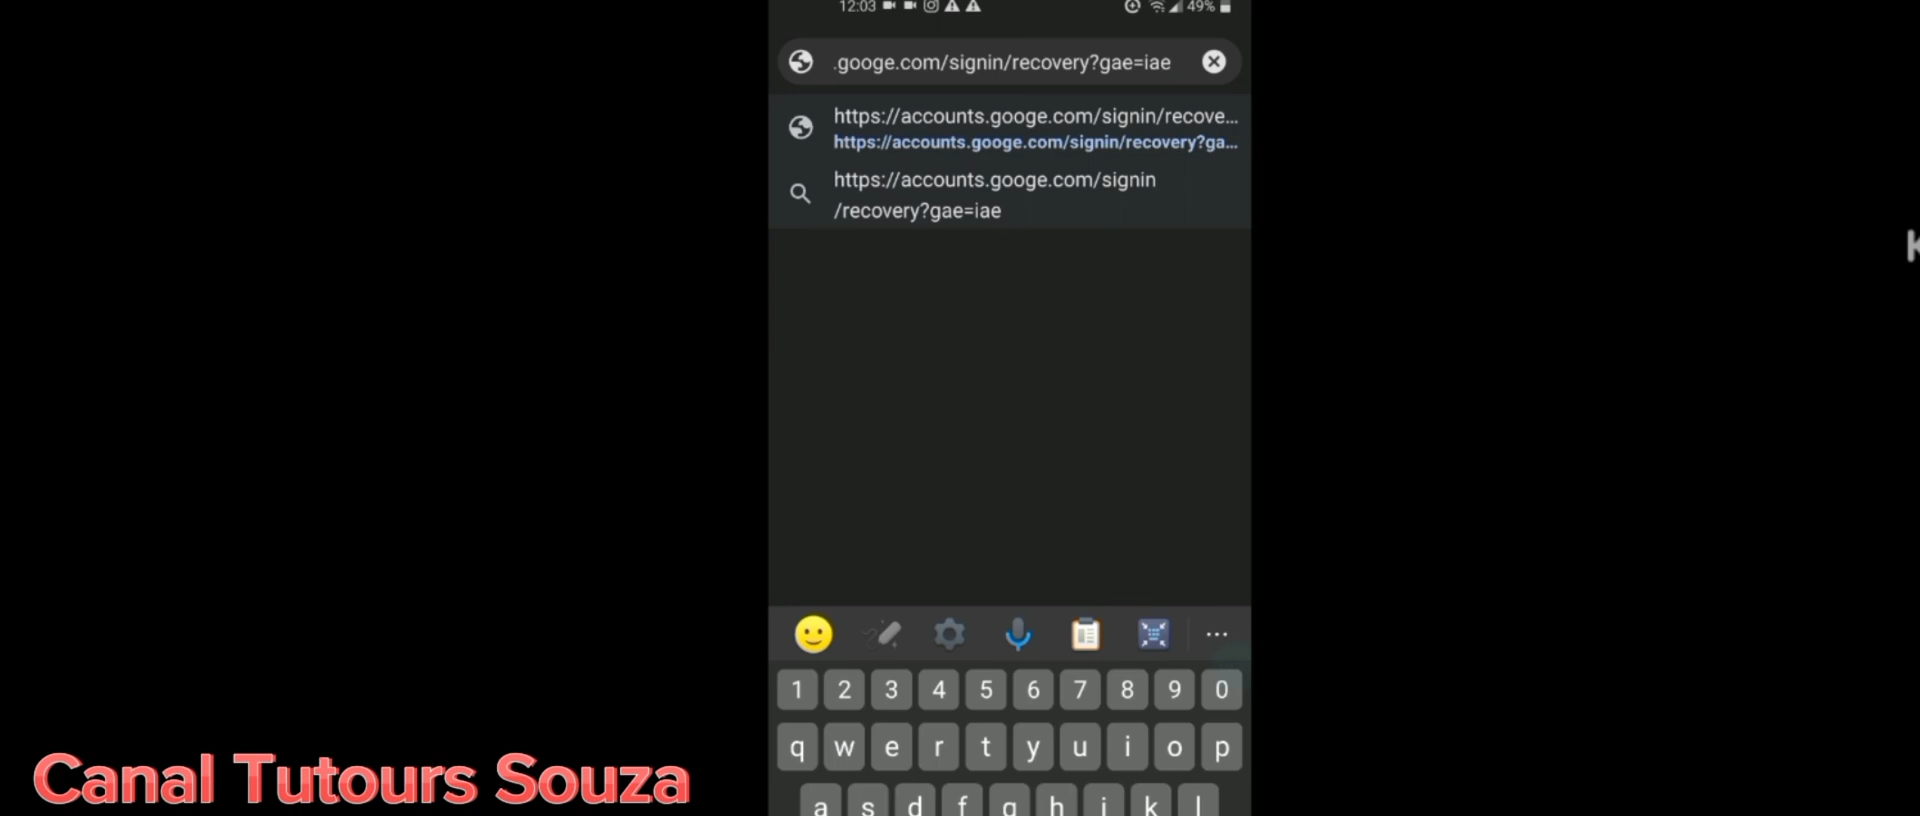 12:03 49%
.googe.com/signin/recovery?gae=iae
https://accounts.googe.com/signin/recove...
https://accounts.googe.com/signin/recovery?ga...
https://accounts.googe.com/signin
/recovery?gae=iae
K
...
1 2 3 4 5 6 7 8 9 0
q w e r t y u i o p
Canal Tutours Souza
a s d f g h j k l